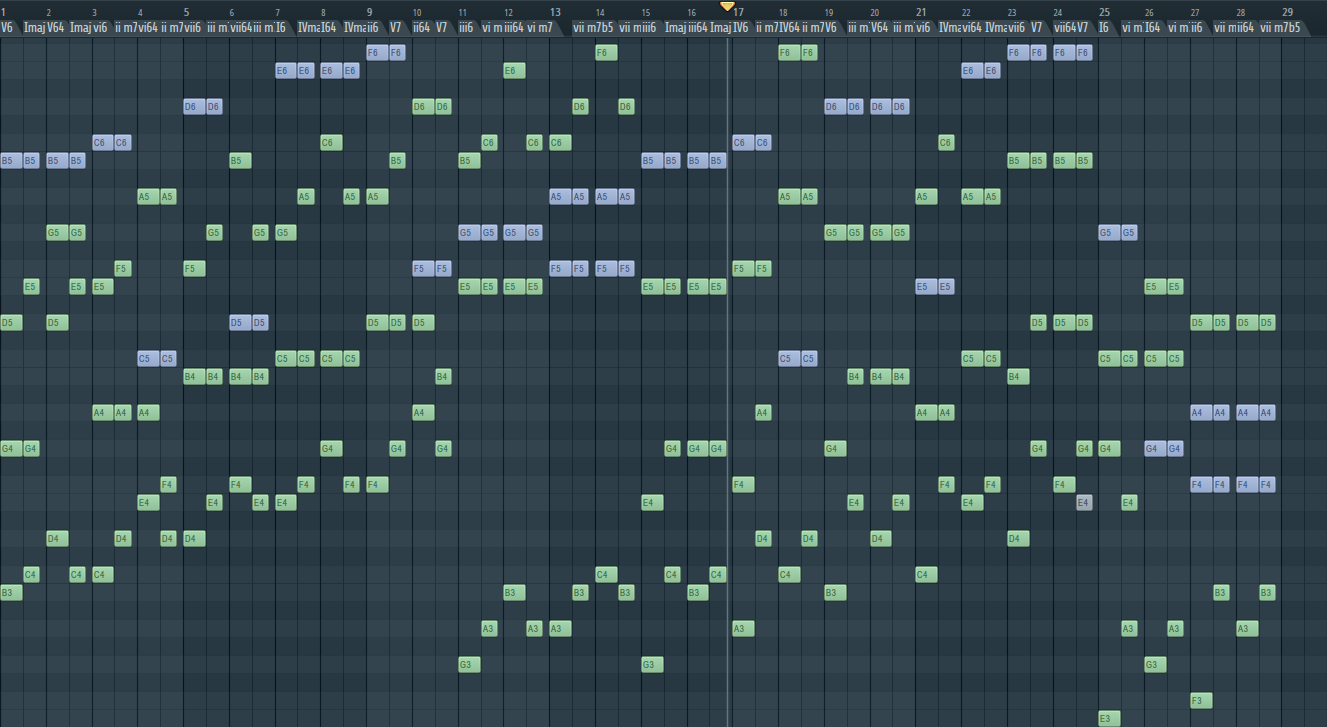 1 2 3 4 5 6 7 8 9 10 11 12 13 14 15 16 17 18 19 20 21 22 23 24 25 26 27 28 29
V6 Imaj V64 Imaj vi6 ii m7 vi64 ii m7 vii6 iii m vii64 iii m I6 IVma I64 IVma ii6 V7 ii64 V7 iii6 vi m iii64 vi m7 vii m7b5 vii m iii6 Imaj iii64 Imaj IV6 ii m7 IV64 ii m7 V6 iii m V64 iii m vi6 IVma vi64 IVma vii6 V7 vii64 V7 I6 vi m I64 vi m ii6 vii m ii64 vii m7b5
F6 F6 F6 F6 F6 F6 F6 F6 F6
E6 E6 E6 E6 E6 E6 E6
D6 D6 D6 D6 D6 D6 D6 D6 D6 D6
C6 C6 C6 C6 C6 C6 C6 C6 C6
B5 B5 B5 B5 B5 B5 B5 B5 B5 B5 B5 B5 B5 B5 B5
A5 A5 A5 A5 A5 A5 A5 A5 A5 A5 A5 A5 A5 A5
G5 G5 G5 G5 G5 G5 G5 G5 G5 G5 G5 G5 G5 G5 G5
F5 F5 F5 F5 F5 F5 F5 F5 F5 F5
E5 E5 E5 E5 E5 E5 E5 E5 E5 E5 E5 E5 E5 E5 E5
D5 D5 D5 D5 D5 D5 D5 D5 D5 D5 D5 D5 D5 D5
C5 C5 C5 C5 C5 C5 C5 C5 C5 C5 C5 C5 C5 C5
B4 B4 B4 B4 B4 B4 B4 B4 B4
A4 A4 A4 A4 A4 A4 A4 A4 A4 A4 A4
G4 G4 G4 G4 G4 G4 G4 G4 G4 G4 G4 G4 G4 G4
F4 F4 F4 F4 F4 F4 F4 F4 F4 F4 F4 F4 F4
E4 E4 E4 E4 E4 E4 E4 E4 E4 E4
D4 D4 D4 D4 D4 D4 D4 D4
C4 C4 C4 C4 C4 C4 C4 C4
B3 B3 B3 B3 B3 B3 B3 B3
A3 A3 A3 A3 A3 A3 A3
G3 G3 G3
F3
E3